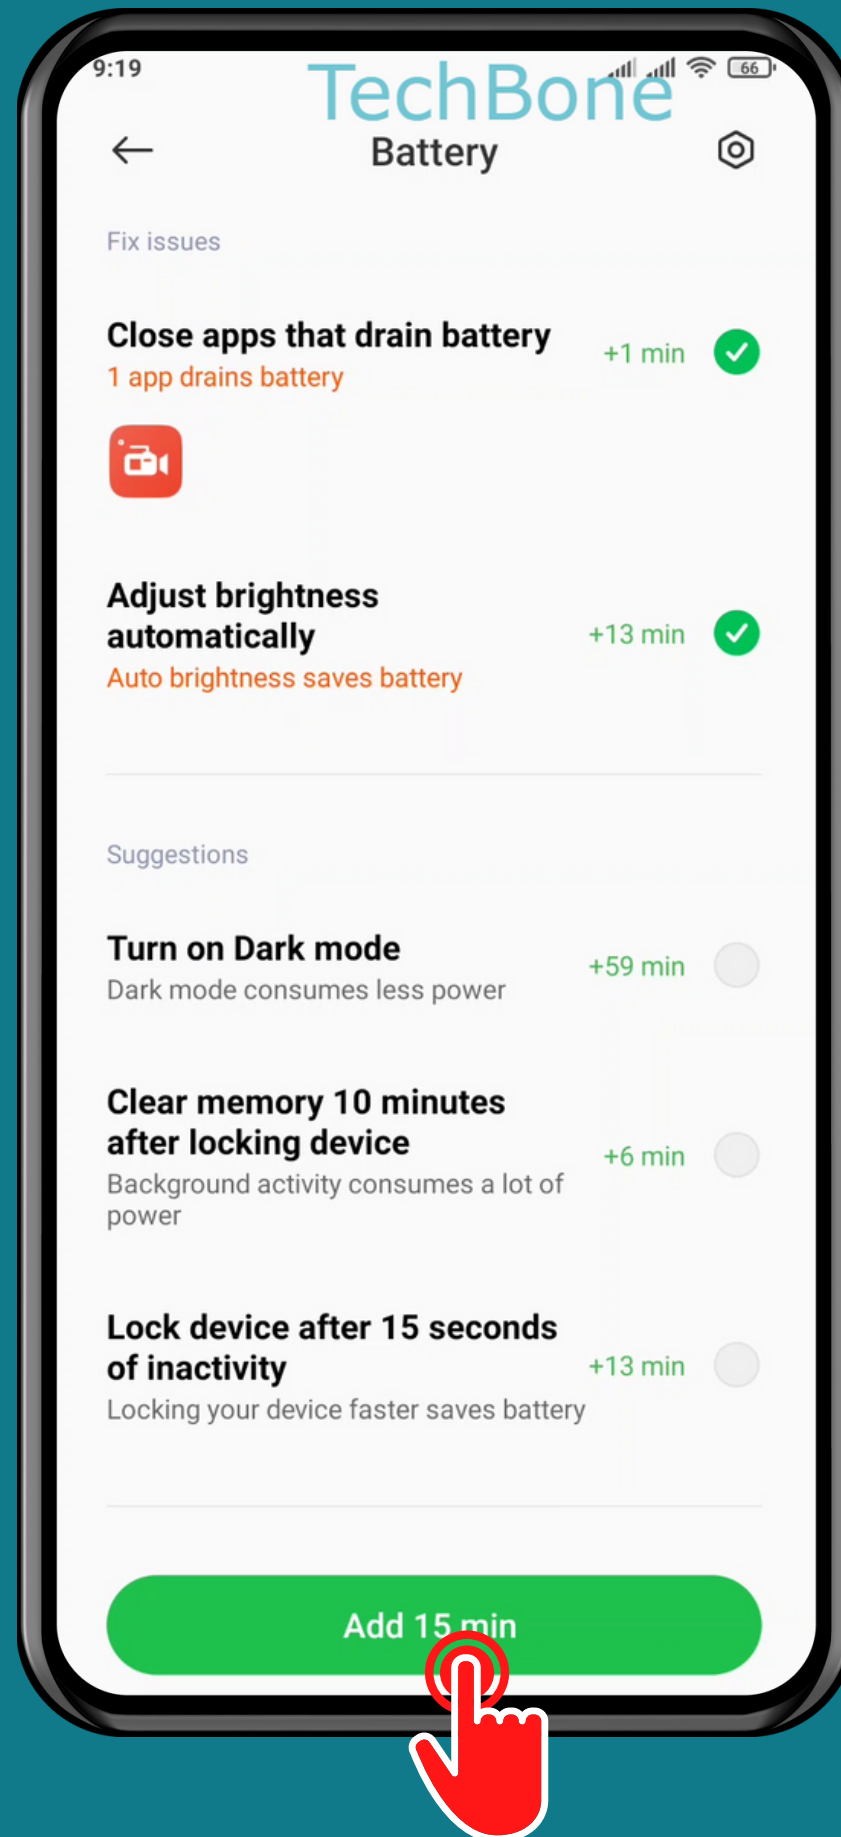 9:19
TechBone
66
Battery
Fix issues
Close apps that drain battery
+1 min
1 app drains battery
Adjust brightness
automatically
+13 min
Auto brightness saves battery
Suggestions
Turn on Dark mode
+59 min
Dark mode consumes less power
Clear memory 10 minutes
after locking device
+6 min
Background activity consumes a lot of
power
Lock device after 15 seconds
of inactivity
+13 min
Locking your device faster saves battery
Add 15 min